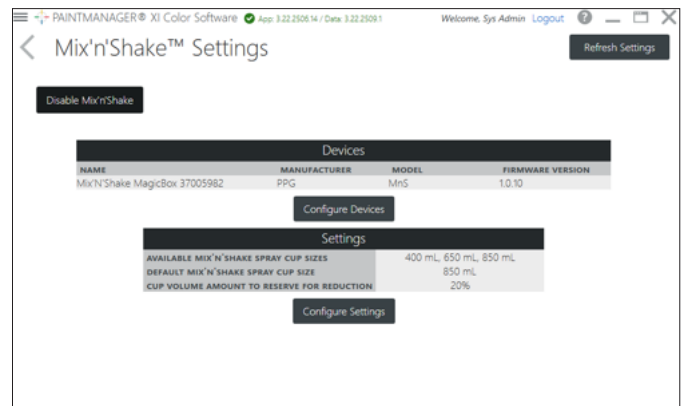 PAINTMANAGER® XI Color Software App: 3.22.2506.14 / Data: 3.22.2509.1 Welcome, Sys Admin Logout ?
Mix'n'Shake™ Settings Refresh Settings
Disable Mix'n'Shake
Devices
NAME MANUFACTURER MODEL FIRMWARE VERSION
Mix'N'Shake MagicBox 37005982 PPG MnS 1.0.10
Configure Devices
Settings
AVAILABLE MIX'N'SHAKE SPRAY CUP SIZES 400 mL, 650 mL, 850 mL
DEFAULT MIX'N'SHAKE SPRAY CUP SIZE 850 mL
CUP VOLUME AMOUNT TO RESERVE FOR REDUCTION 20%
Configure Settings